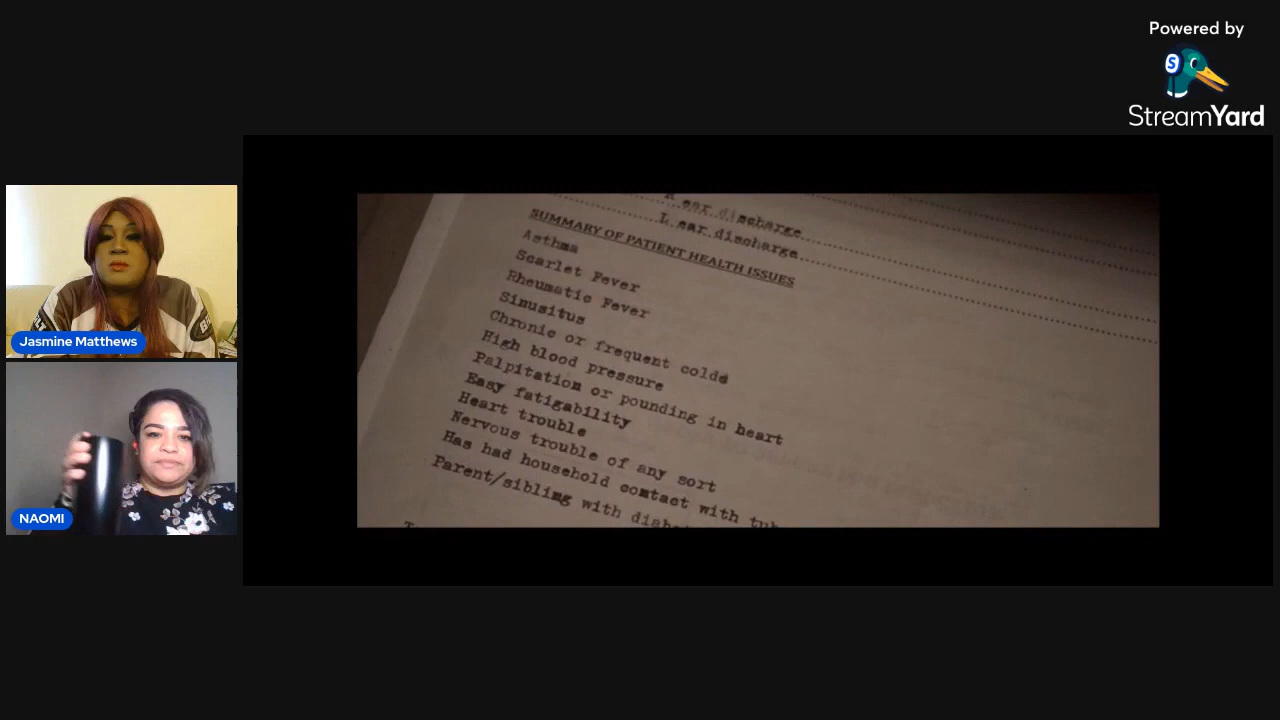 Powered by
StreamYard
Jasmine Matthews
NAOMI
R ear discharge
L ear discharge
SUMMARY OF PATIENT HEALTH ISSUES
Asthma
Scarlet Fever
Rheumatic Fever
Sinusitus
Chronic or frequent colds
High blood pressure
Palpitation or pounding in heart
Easy fatigability
Heart trouble
Nervous trouble of any sort
Has had household contact with
Parent/sibling with